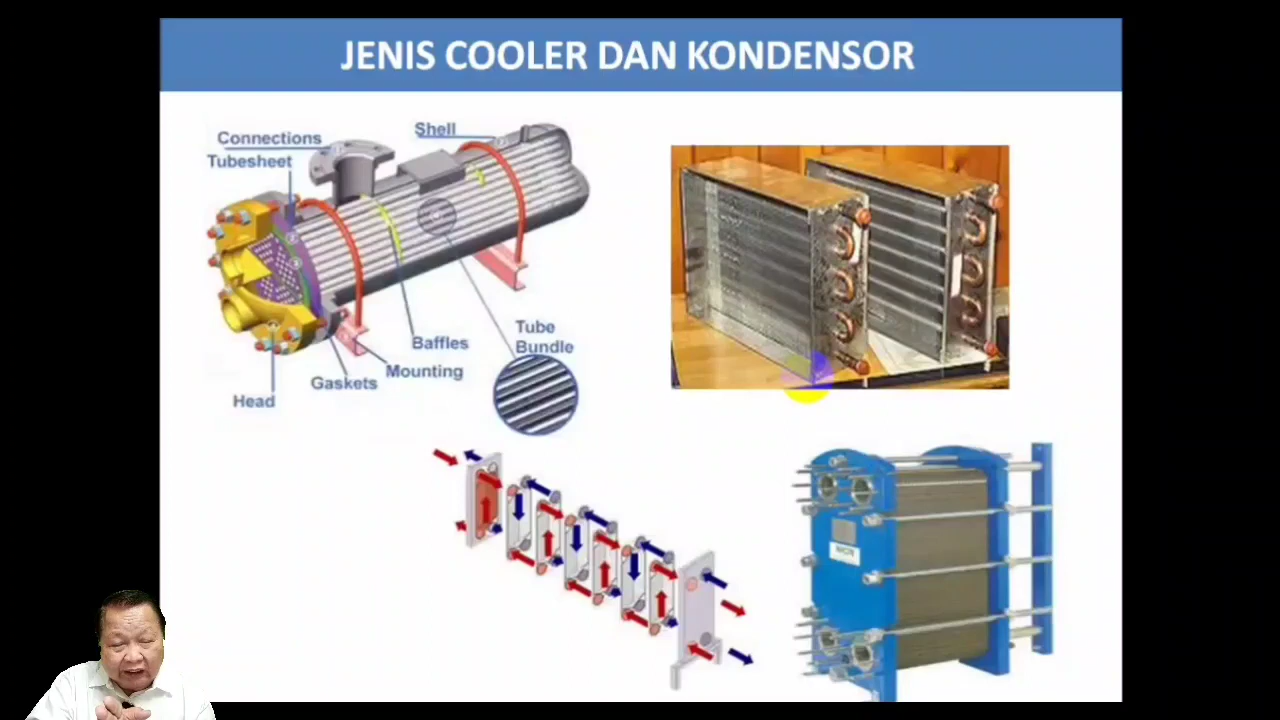 JENIS COOLER DAN KONDENSOR
Connections
Shell
Tubesheet
Tube
Bundle
Baffles
Mounting
Gaskets
Head